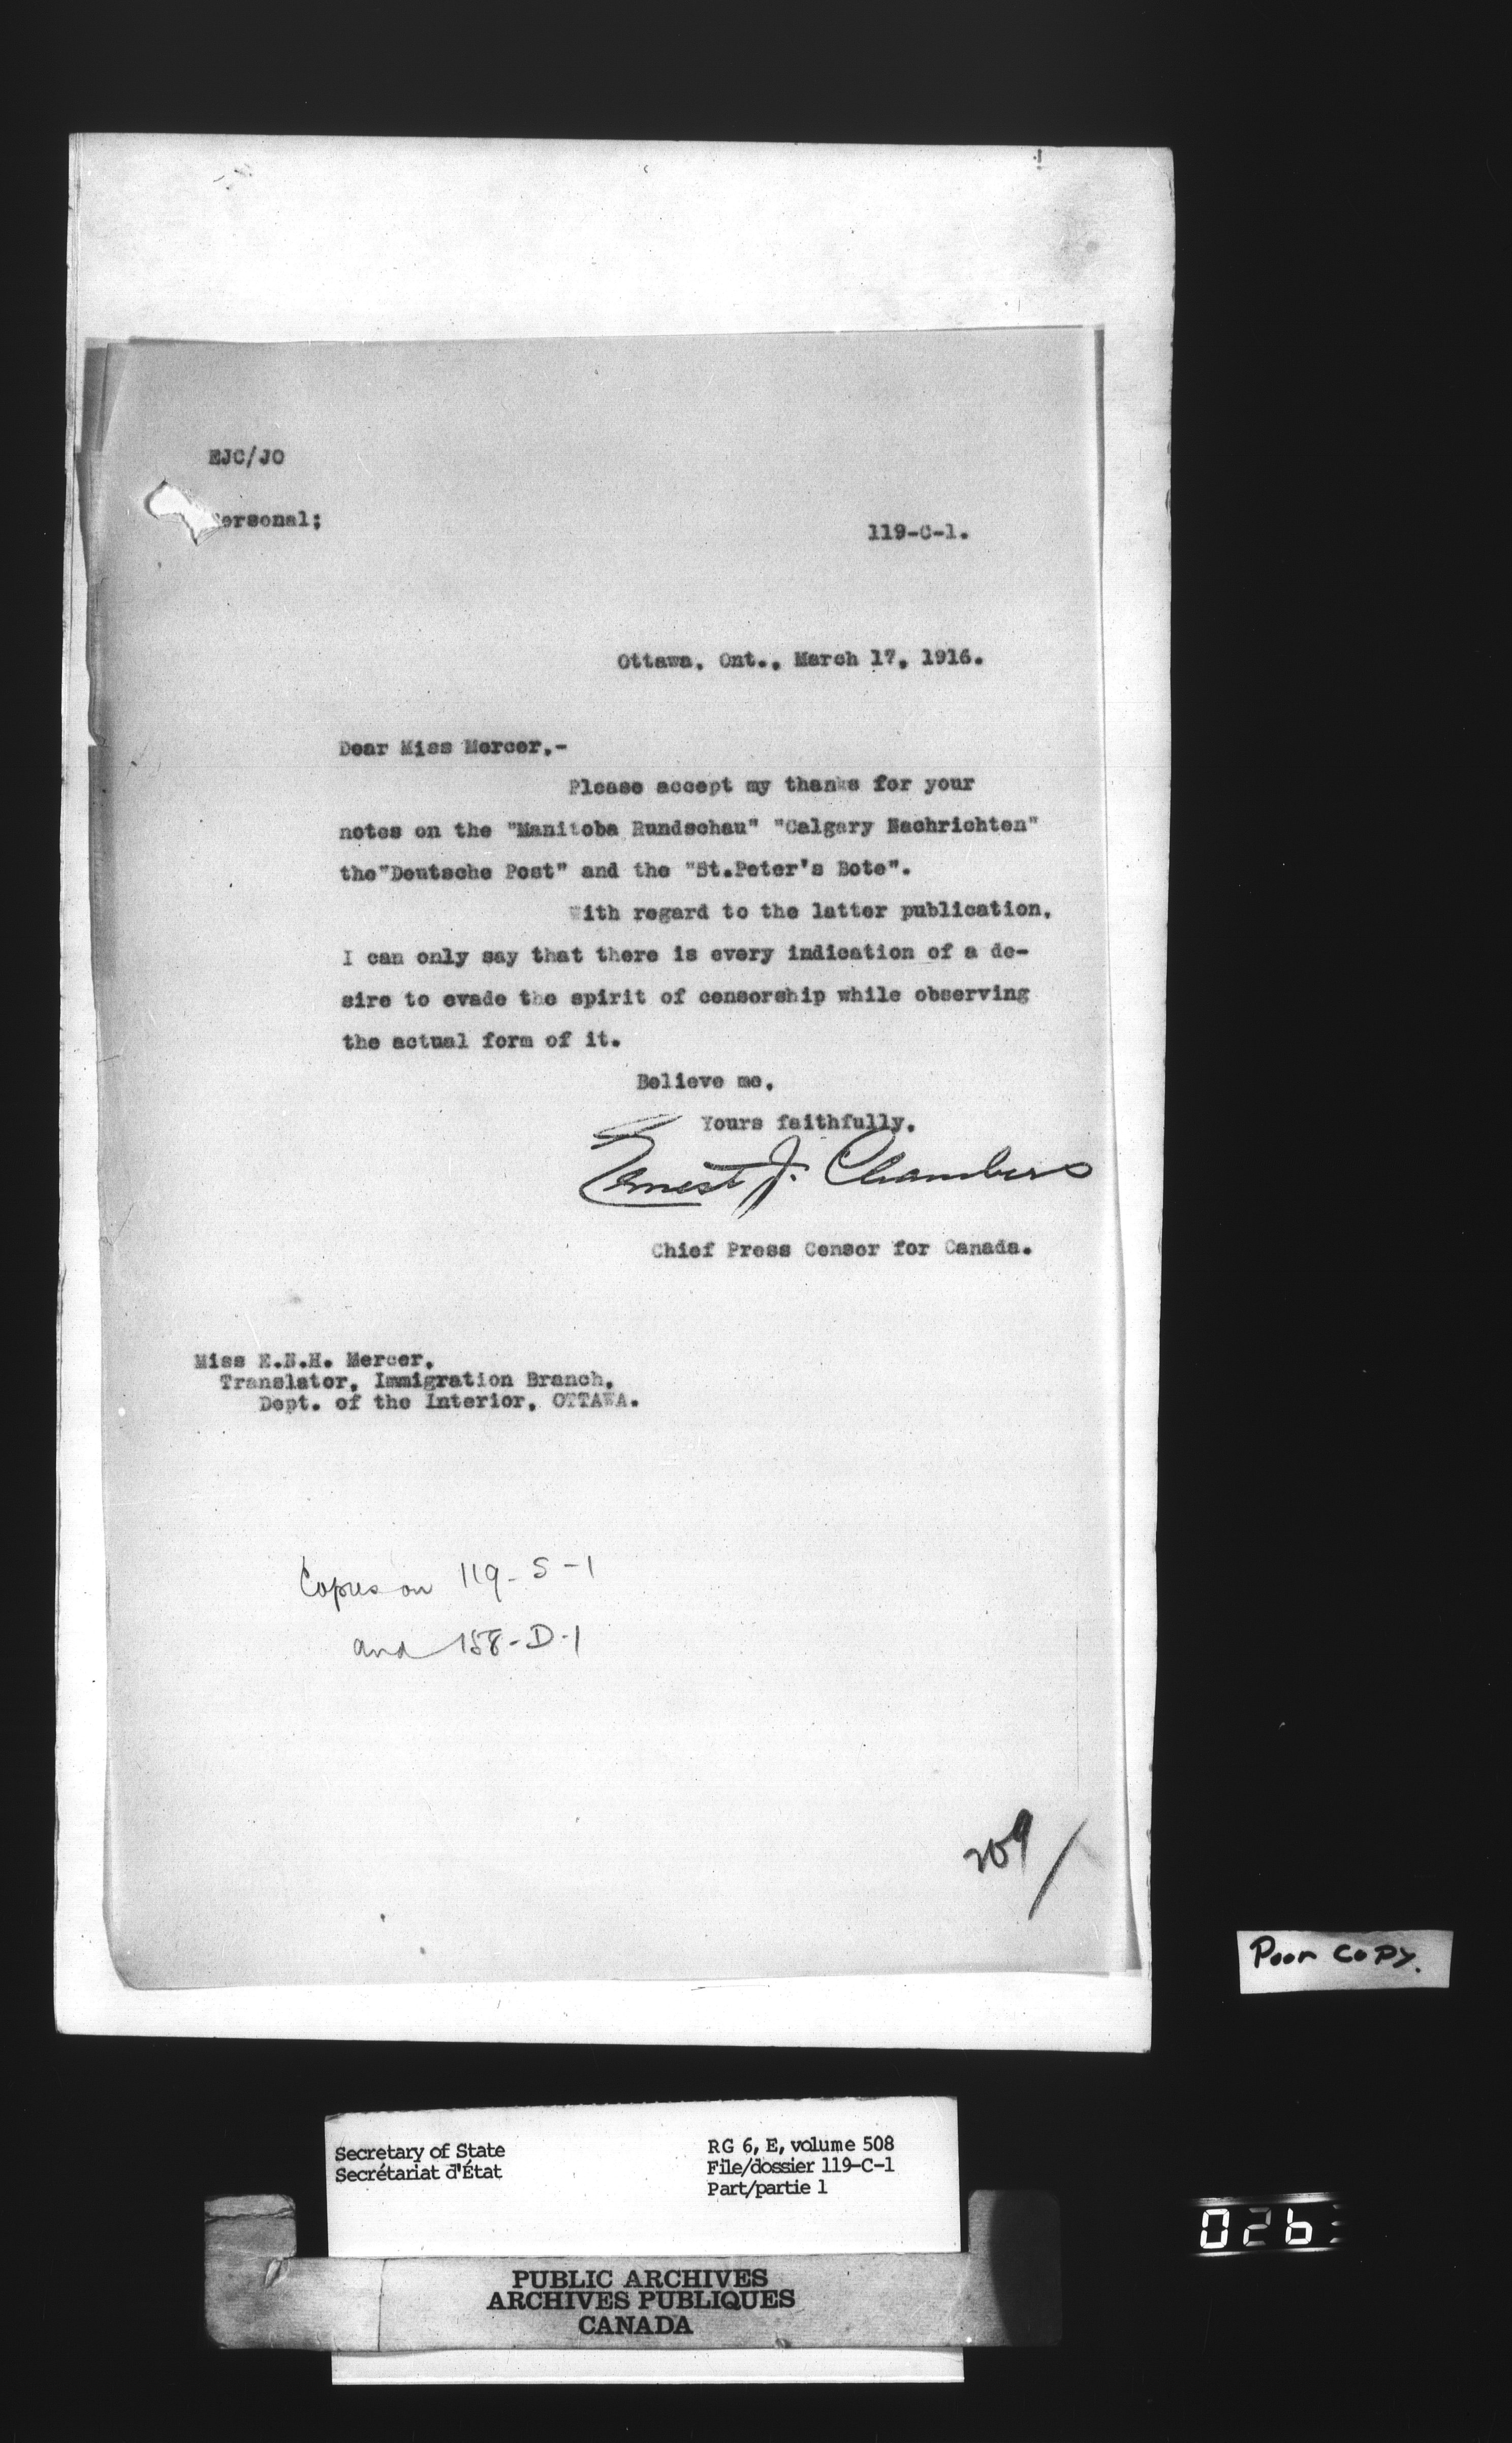 EJC/JO
Personal;
119-C-1.
Ottawa, Ont., March 17, 1916.
Dear Miss Mercer,-
Please accept my thanks for your
notes on the "Manitoba Rundschau" "Calgary Nachrichten"
the"Deutsche Post" and the "St.Peter's Bote".
With regard to the latter publication,
I can only say that there is every indication of a de-
sire to evade the spirit of censorship while observing
the actual form of it.
Believe me,
Yours faithfully,
Ernest J. Chambers
Chief Press Censor for Canada.
Miss E.N.H. Mercer,
Translator, Immigration Branch,
Dept. of the Interior, OTTAWA.
Copies on 119-S-1
and 158-D-1
209/
Poor COPY.
Secretary of State
Secrétariat d'État
RG 6, E, volume 508
File/dossier 119-C-1
Part/partie 1
PUBLIC ARCHIVES
ARCHIVES PUBLIQUES
CANADA